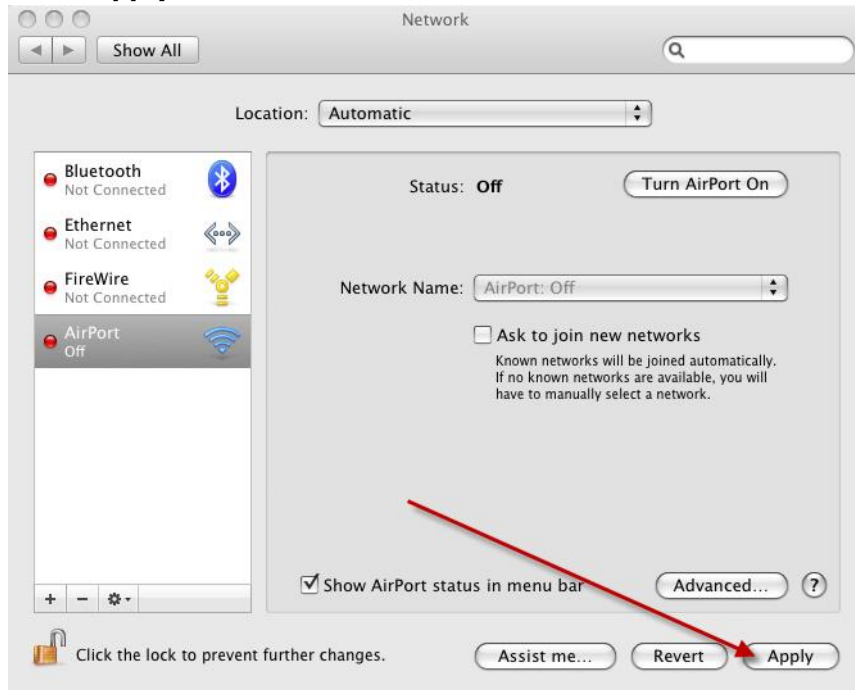 Network
Show All
Location: Automatic
Bluetooth
Not Connected
Ethernet
Not Connected
FireWire
Not Connected
AirPort
Off
Status: Off
Turn AirPort On
Network Name: AirPort: Off
Ask to join new networks
Known networks will be joined automatically.
If no known networks are available, you will
have to manually select a network.
Show AirPort status in menu bar
Advanced...
?
+ −
Click the lock to prevent further changes.
Assist me...
Revert
Apply